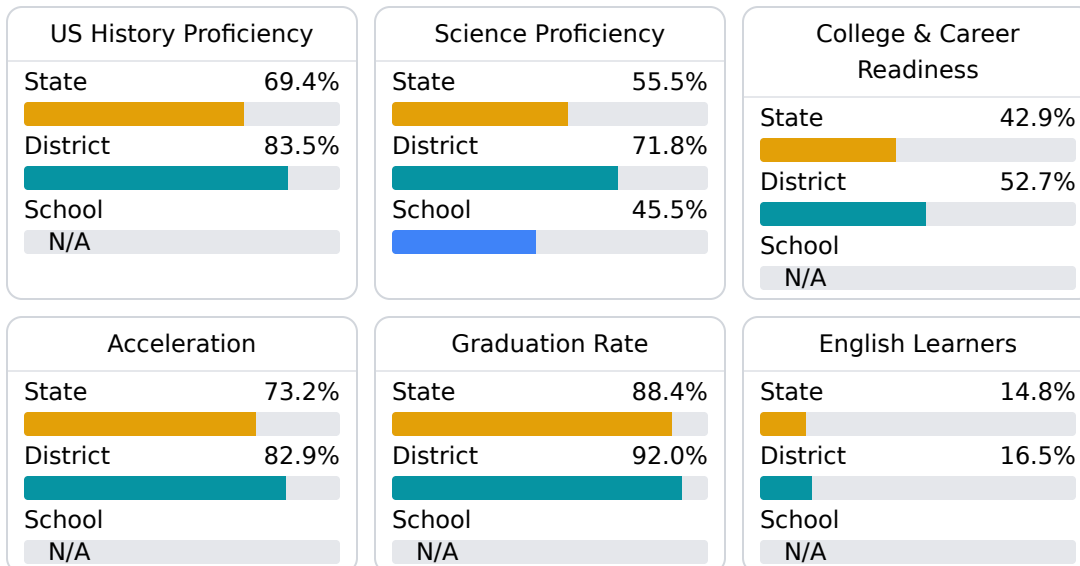 US History Proficiency
State 69.4%
District 83.5%
School
N/A
Science Proficiency
State 55.5%
District 71.8%
School 45.5%
College & Career
Readiness
State 42.9%
District 52.7%
School
N/A
Acceleration
State 73.2%
District 82.9%
School
N/A
Graduation Rate
State 88.4%
District 92.0%
School
N/A
English Learners
State 14.8%
District 16.5%
School
N/A